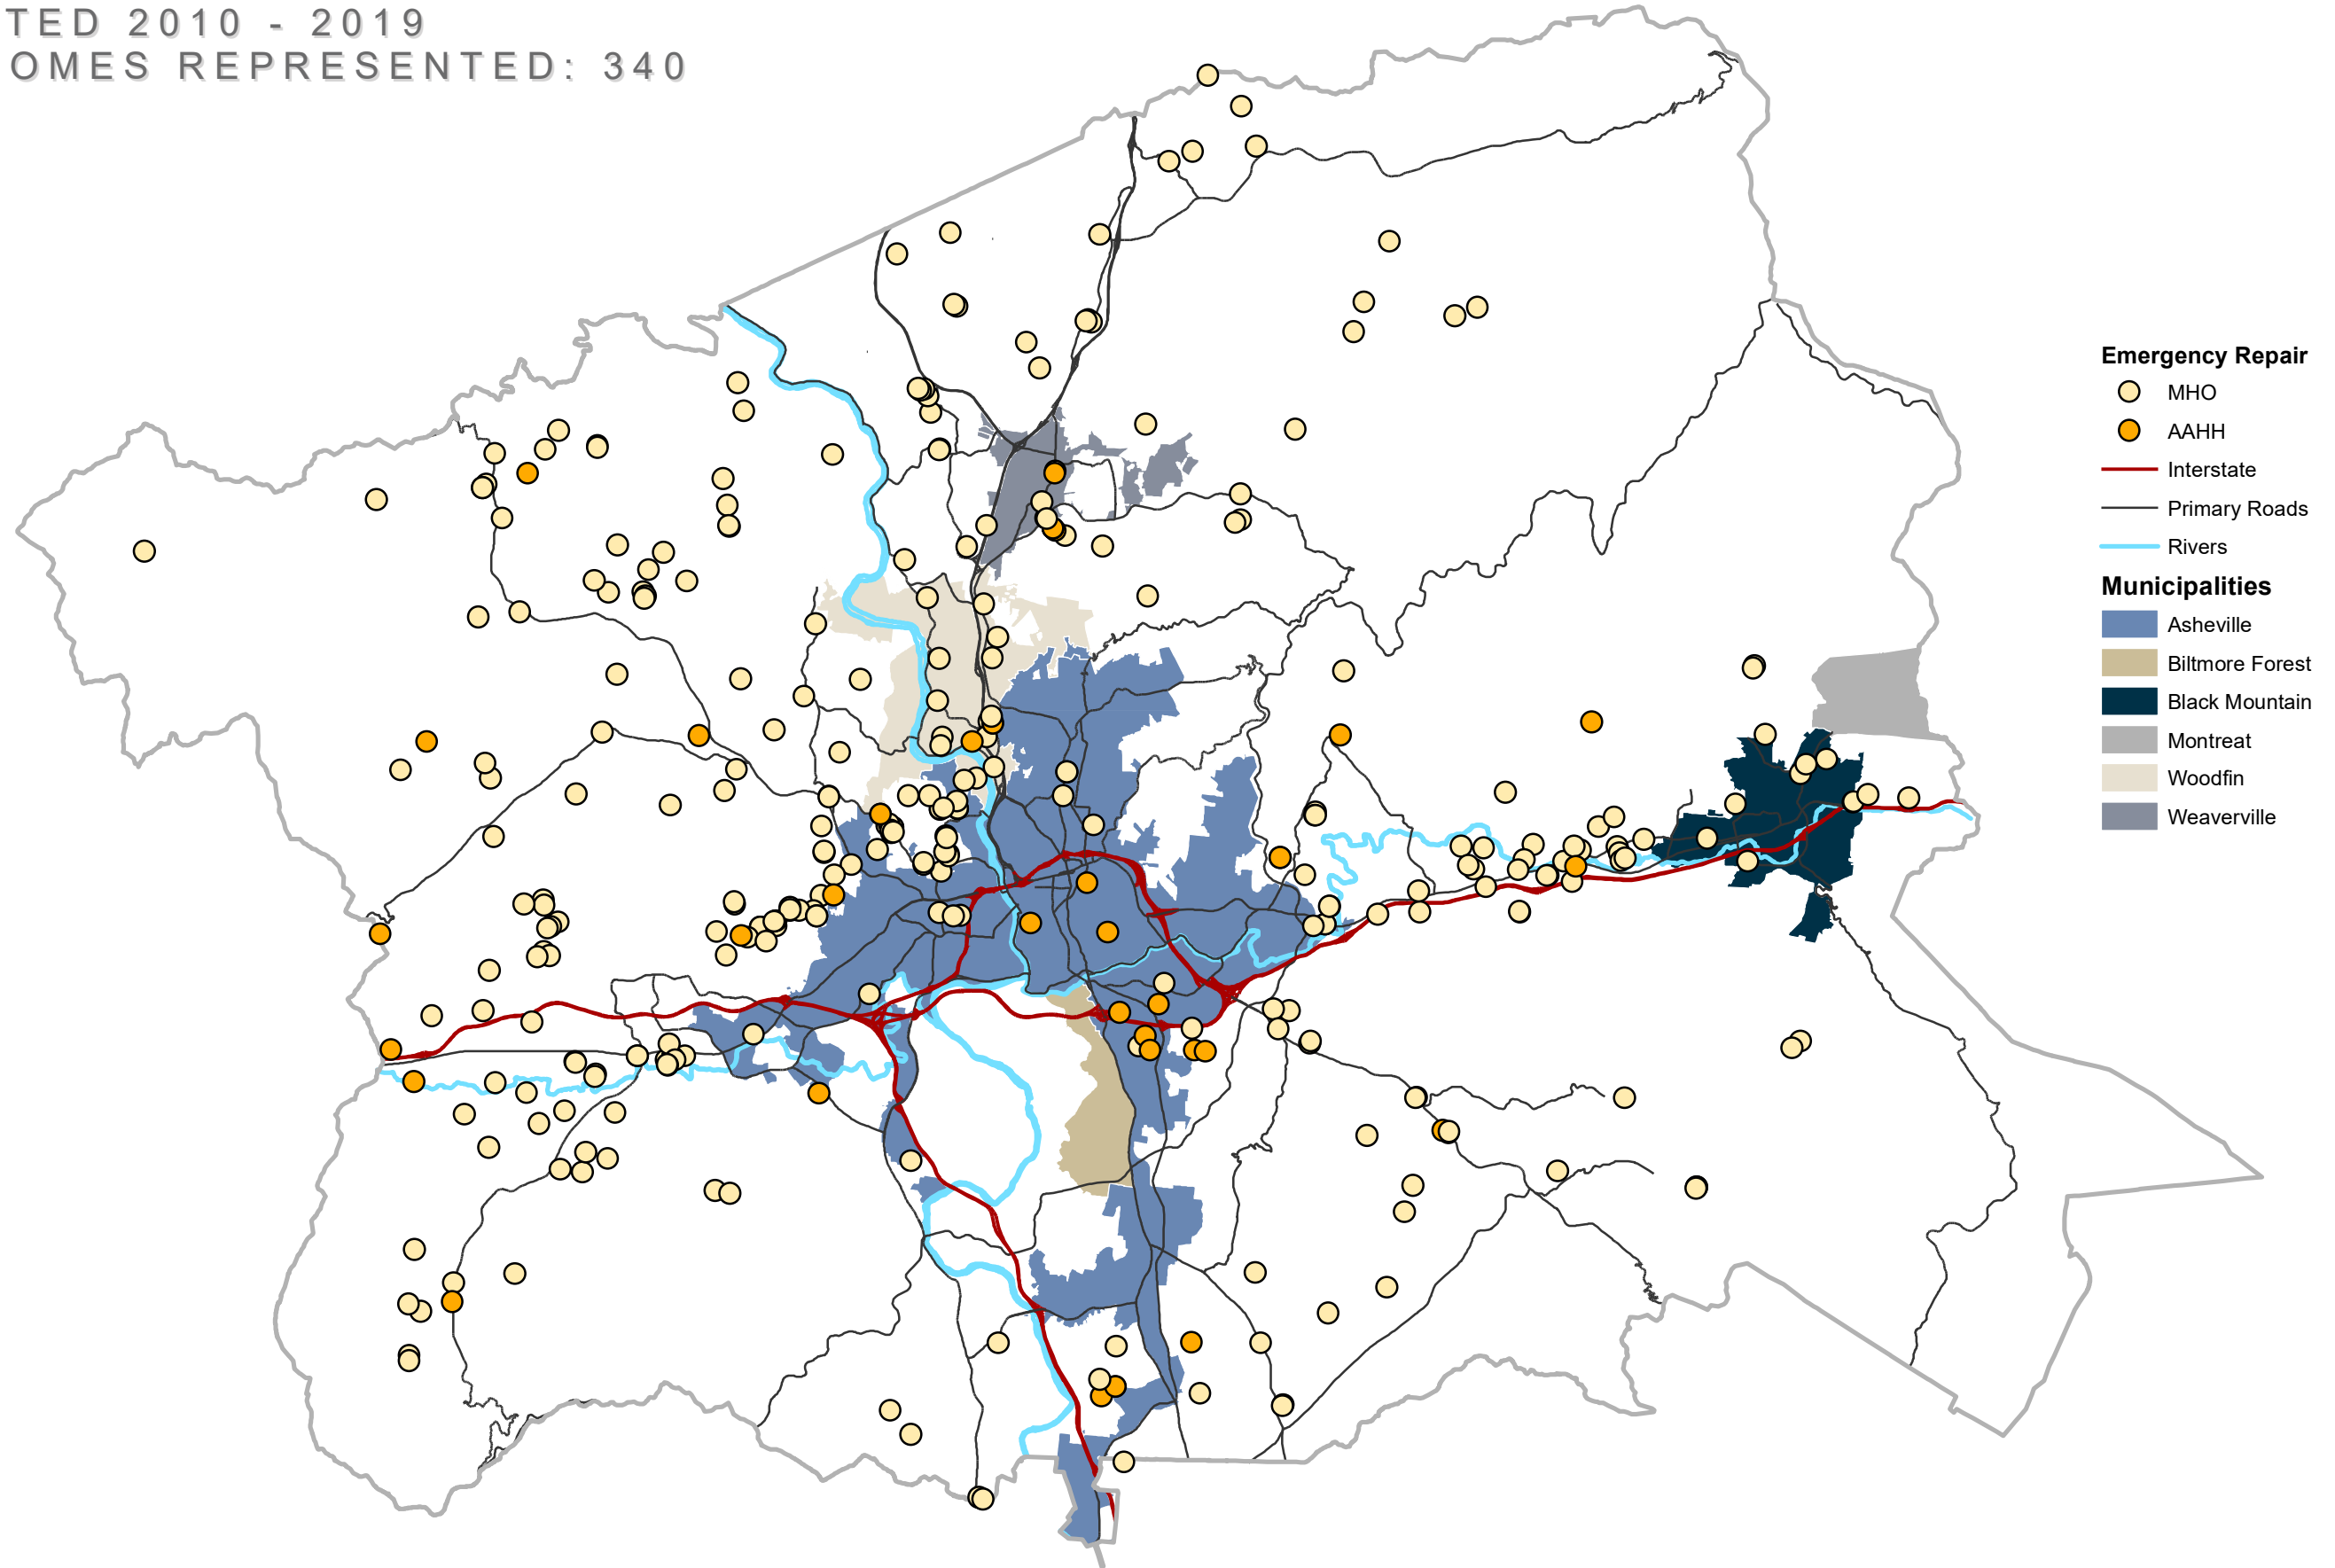 TED 2010 - 2019
OMES REPRESENTED: 340
Emergency Repair
MHO
AAHH
Interstate
Primary Roads
Rivers
Municipalities
Asheville
Biltmore Forest
Black Mountain
Montreat
Woodfin
Weaverville